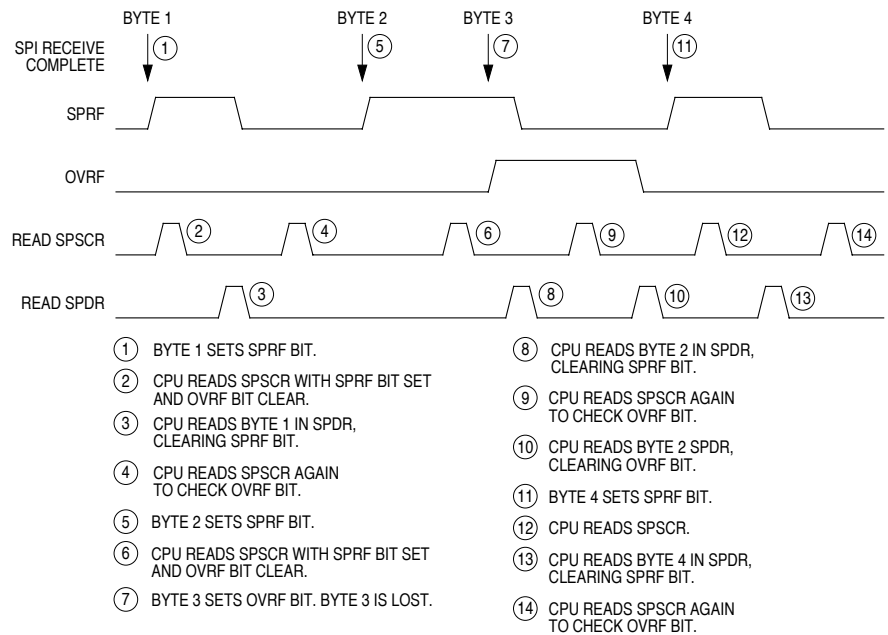 BYTE 1 BYTE 2 BYTE 3 BYTE 4
SPI RECEIVE
COMPLETE
1 5 7 11
SPRF
OVRF
READ SPSCR
2 4 6 9 12 14
READ SPDR
3 8 10 13
1 BYTE 1 SETS SPRF BIT.
2 CPU READS SPSCR WITH SPRF BIT SET
AND OVRF BIT CLEAR.
3 CPU READS BYTE 1 IN SPDR,
CLEARING SPRF BIT.
4 CPU READS SPSCR AGAIN
TO CHECK OVRF BIT.
5 BYTE 2 SETS SPRF BIT.
6 CPU READS SPSCR WITH SPRF BIT SET
AND OVRF BIT CLEAR.
7 BYTE 3 SETS OVRF BIT. BYTE 3 IS LOST.
8 CPU READS BYTE 2 IN SPDR,
CLEARING SPRF BIT.
9 CPU READS SPSCR AGAIN
TO CHECK OVRF BIT.
10 CPU READS BYTE 2 SPDR,
CLEARING OVRF BIT.
11 BYTE 4 SETS SPRF BIT.
12 CPU READS SPSCR.
13 CPU READS BYTE 4 IN SPDR,
CLEARING SPRF BIT.
14 CPU READS SPSCR AGAIN
TO CHECK OVRF BIT.